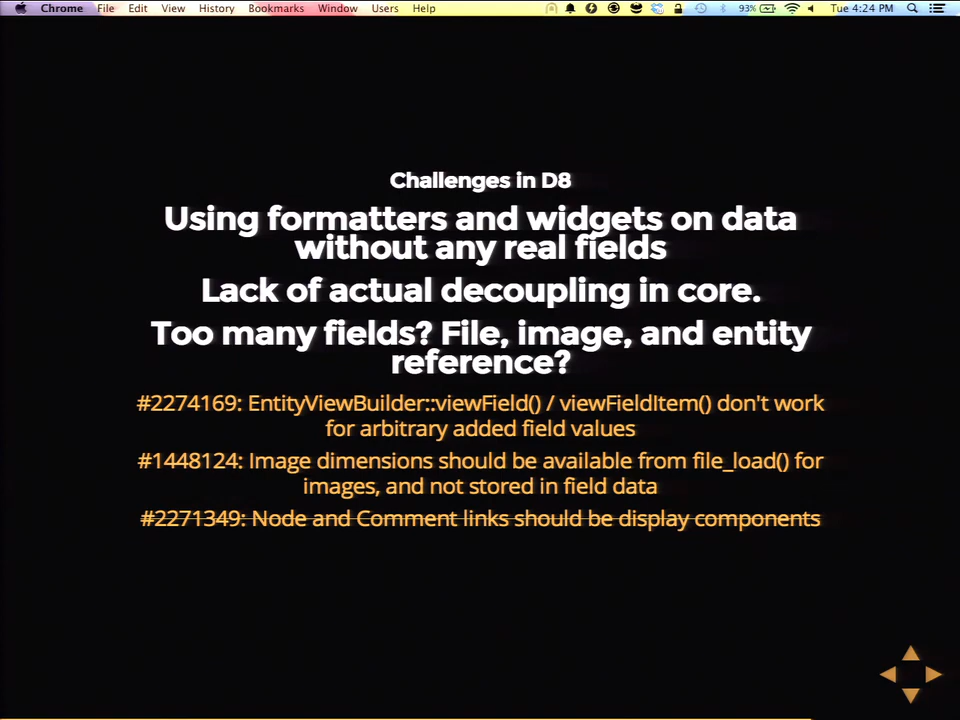 Chrome File Edit View History Bookmarks Window Users Help 93% Tue 4:24 PM
Challenges in D8
Using formatters and widgets on data
without any real fields
Lack of actual decoupling in core.
Too many fields? File, image, and entity
reference?
#2274169: EntityViewBuilder::viewField() / viewFieldItem() don't work
for arbitrary added field values
#1448124: Image dimensions should be available from file_load() for
images, and not stored in field data
#2271349: Node and Comment links should be display components